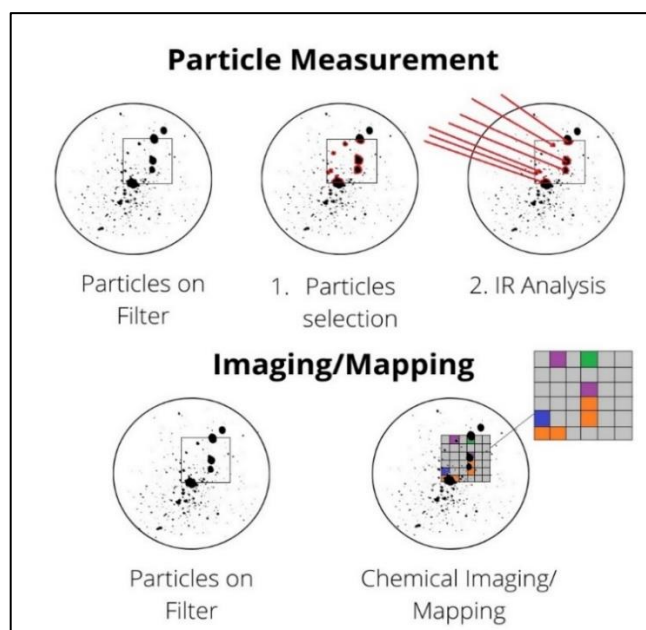 Particle Measurement
Particles on
Filter
1. Particles
selection
2. IR Analysis
Imaging/Mapping
Particles on
Filter
Chemical Imaging/
Mapping